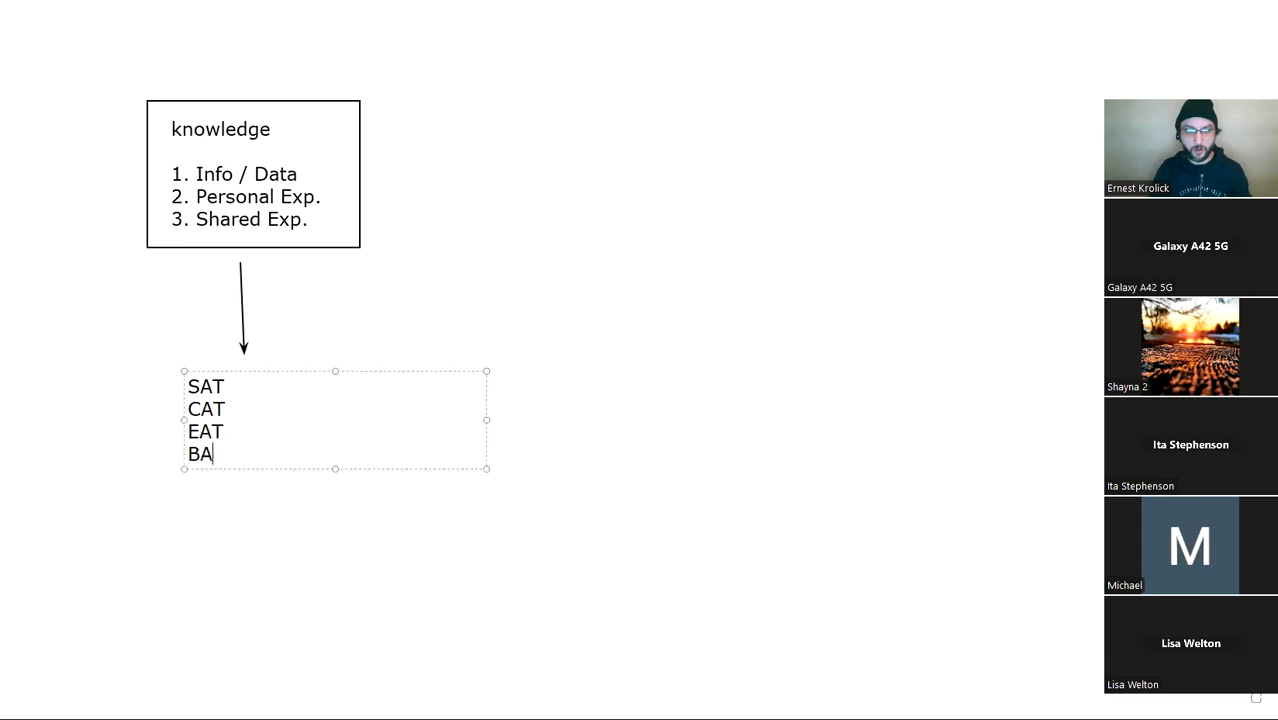 knowledge
1. Info / Data
2. Personal Exp.
3. Shared Exp.
SAT
CAT
EAT
BA
Ernest Krolick
Galaxy A42 5G
Galaxy A42 5G
Shayna 2
Ita Stephenson
Ita Stephenson
M
Michael
Lisa Welton
Lisa Welton